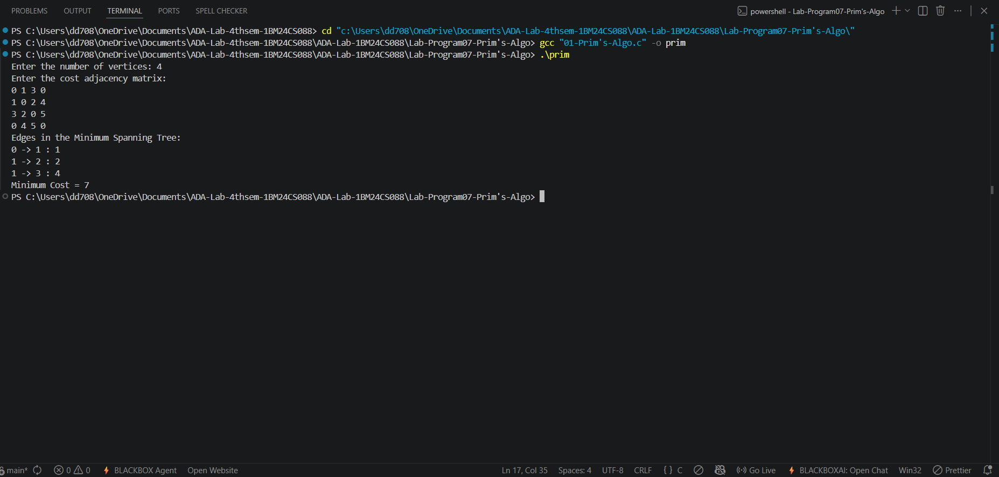 PROBLEMS OUTPUT TERMINAL PORTS SPELL CHECKER powershell - Lab-Program07-Prim's-Algo
PS C:\Users\dd708\OneDrive\Documents\ADA-Lab-4thsem-1BM24CS088> cd "c:\Users\dd708\OneDrive\Documents\ADA-Lab-4thsem-1BM24CS088\ADA-Lab-1BM24CS088\Lab-Program07-Prim's-Algo\"
PS C:\Users\dd708\OneDrive\Documents\ADA-Lab-4thsem-1BM24CS088\ADA-Lab-1BM24CS088\Lab-Program07-Prim's-Algo> gcc "01-Prim's-Algo.c" -o prim
PS C:\Users\dd708\OneDrive\Documents\ADA-Lab-4thsem-1BM24CS088\ADA-Lab-1BM24CS088\Lab-Program07-Prim's-Algo> .\prim
Enter the number of vertices: 4
Enter the cost adjacency matrix:
0 1 3 0
1 0 2 4
3 2 0 5
0 4 5 0
Edges in the Minimum Spanning Tree:
0 -> 1 : 1
1 -> 2 : 2
1 -> 3 : 4
Minimum Cost = 7
PS C:\Users\dd708\OneDrive\Documents\ADA-Lab-4thsem-1BM24CS088\ADA-Lab-1BM24CS088\Lab-Program07-Prim's-Algo>
main* 0 0 BLACKBOX Agent Open Website Ln 17, Col 35 Spaces: 4 UTF-8 CRLF { } C Go Live BLACKBOXAI: Open Chat Win32 Prettier